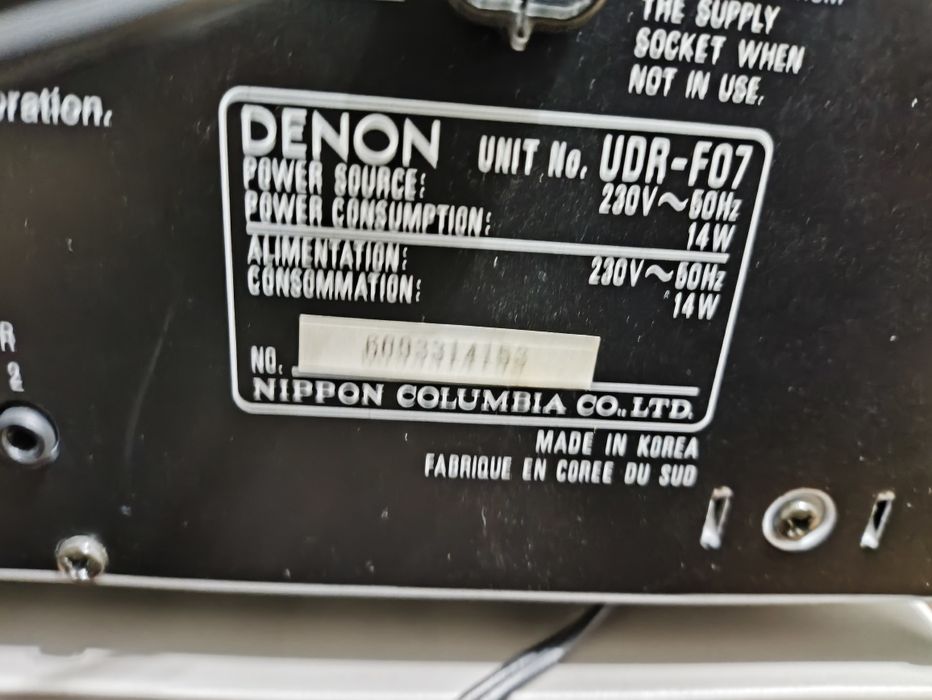 THE SUPPLY
SOCKET WHEN
NOT IN USE.
DENON UNIT No. UDR-F07
POWER SOURCE: 230V~50Hz
POWER CONSUMPTION: 14W
ALIMENTATION: 230V~50Hz
CONSOMMATION: 14W
NO.
NIPPON COLUMBIA CO., LTD.
MADE IN KOREA
FABRIQUE EN COREE DU SUD
R
2